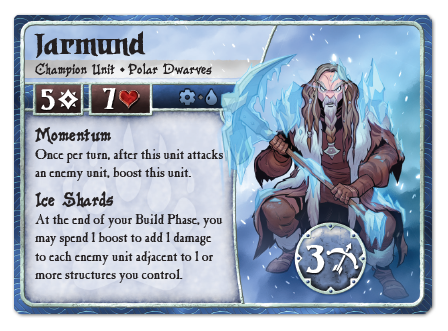 Jarmund
Champion Unit • Polar Dwarves
5 7
Momentum
Once per turn, after this unit attacks
an enemy unit, boost this unit.
Ice Shards
At the end of your Build Phase, you
may spend 1 boost to add 1 damage
to each enemy unit adjacent to 1 or
more structures you control.
3